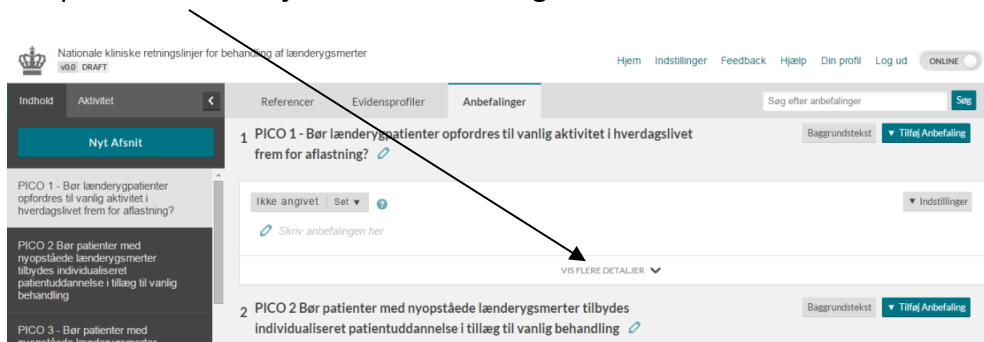 Nationale kliniske retningslinjer for behandling af lænderygsmerter
v0.0 DRAFT
Hjem Indstillinger Feedback Hjælp Din profil Log ud ONLINE
Indhold Aktivitet
Referencer Evidensprofiler Anbefalinger
Søg efter anbefalinger Søg
Nyt Afsnit
PICO 1 -
Bør lænderygpatienter
opfordres til vanlig aktivitet i
hverdagslivet frem for aflastning?
PICO 2 Bør patienter med
nyopståede lænderygsmerter
tilbydes individualiseret
patientuddannelse i tillæg til vanlig
behandling
PICO 3 - Bør patienter med
1 PICO 1 - Bør lænderygpatienter opfordres til vanlig aktivitet i hverdagslivet
frem for aflastning?
Baggrundstekst ▼ Tilføj Anbefaling
Ikke angivet | Set ▼ ?
▼ Indstillinger
Skriv anbefalingen her
VIS FLERE DETALJER
2 PICO 2 Bør patienter med nyopståede lænderygsmerter tilbydes
individualiseret patientuddannelse i tillæg til vanlig behandling
Baggrundstekst ▼ Tilføj Anbefaling